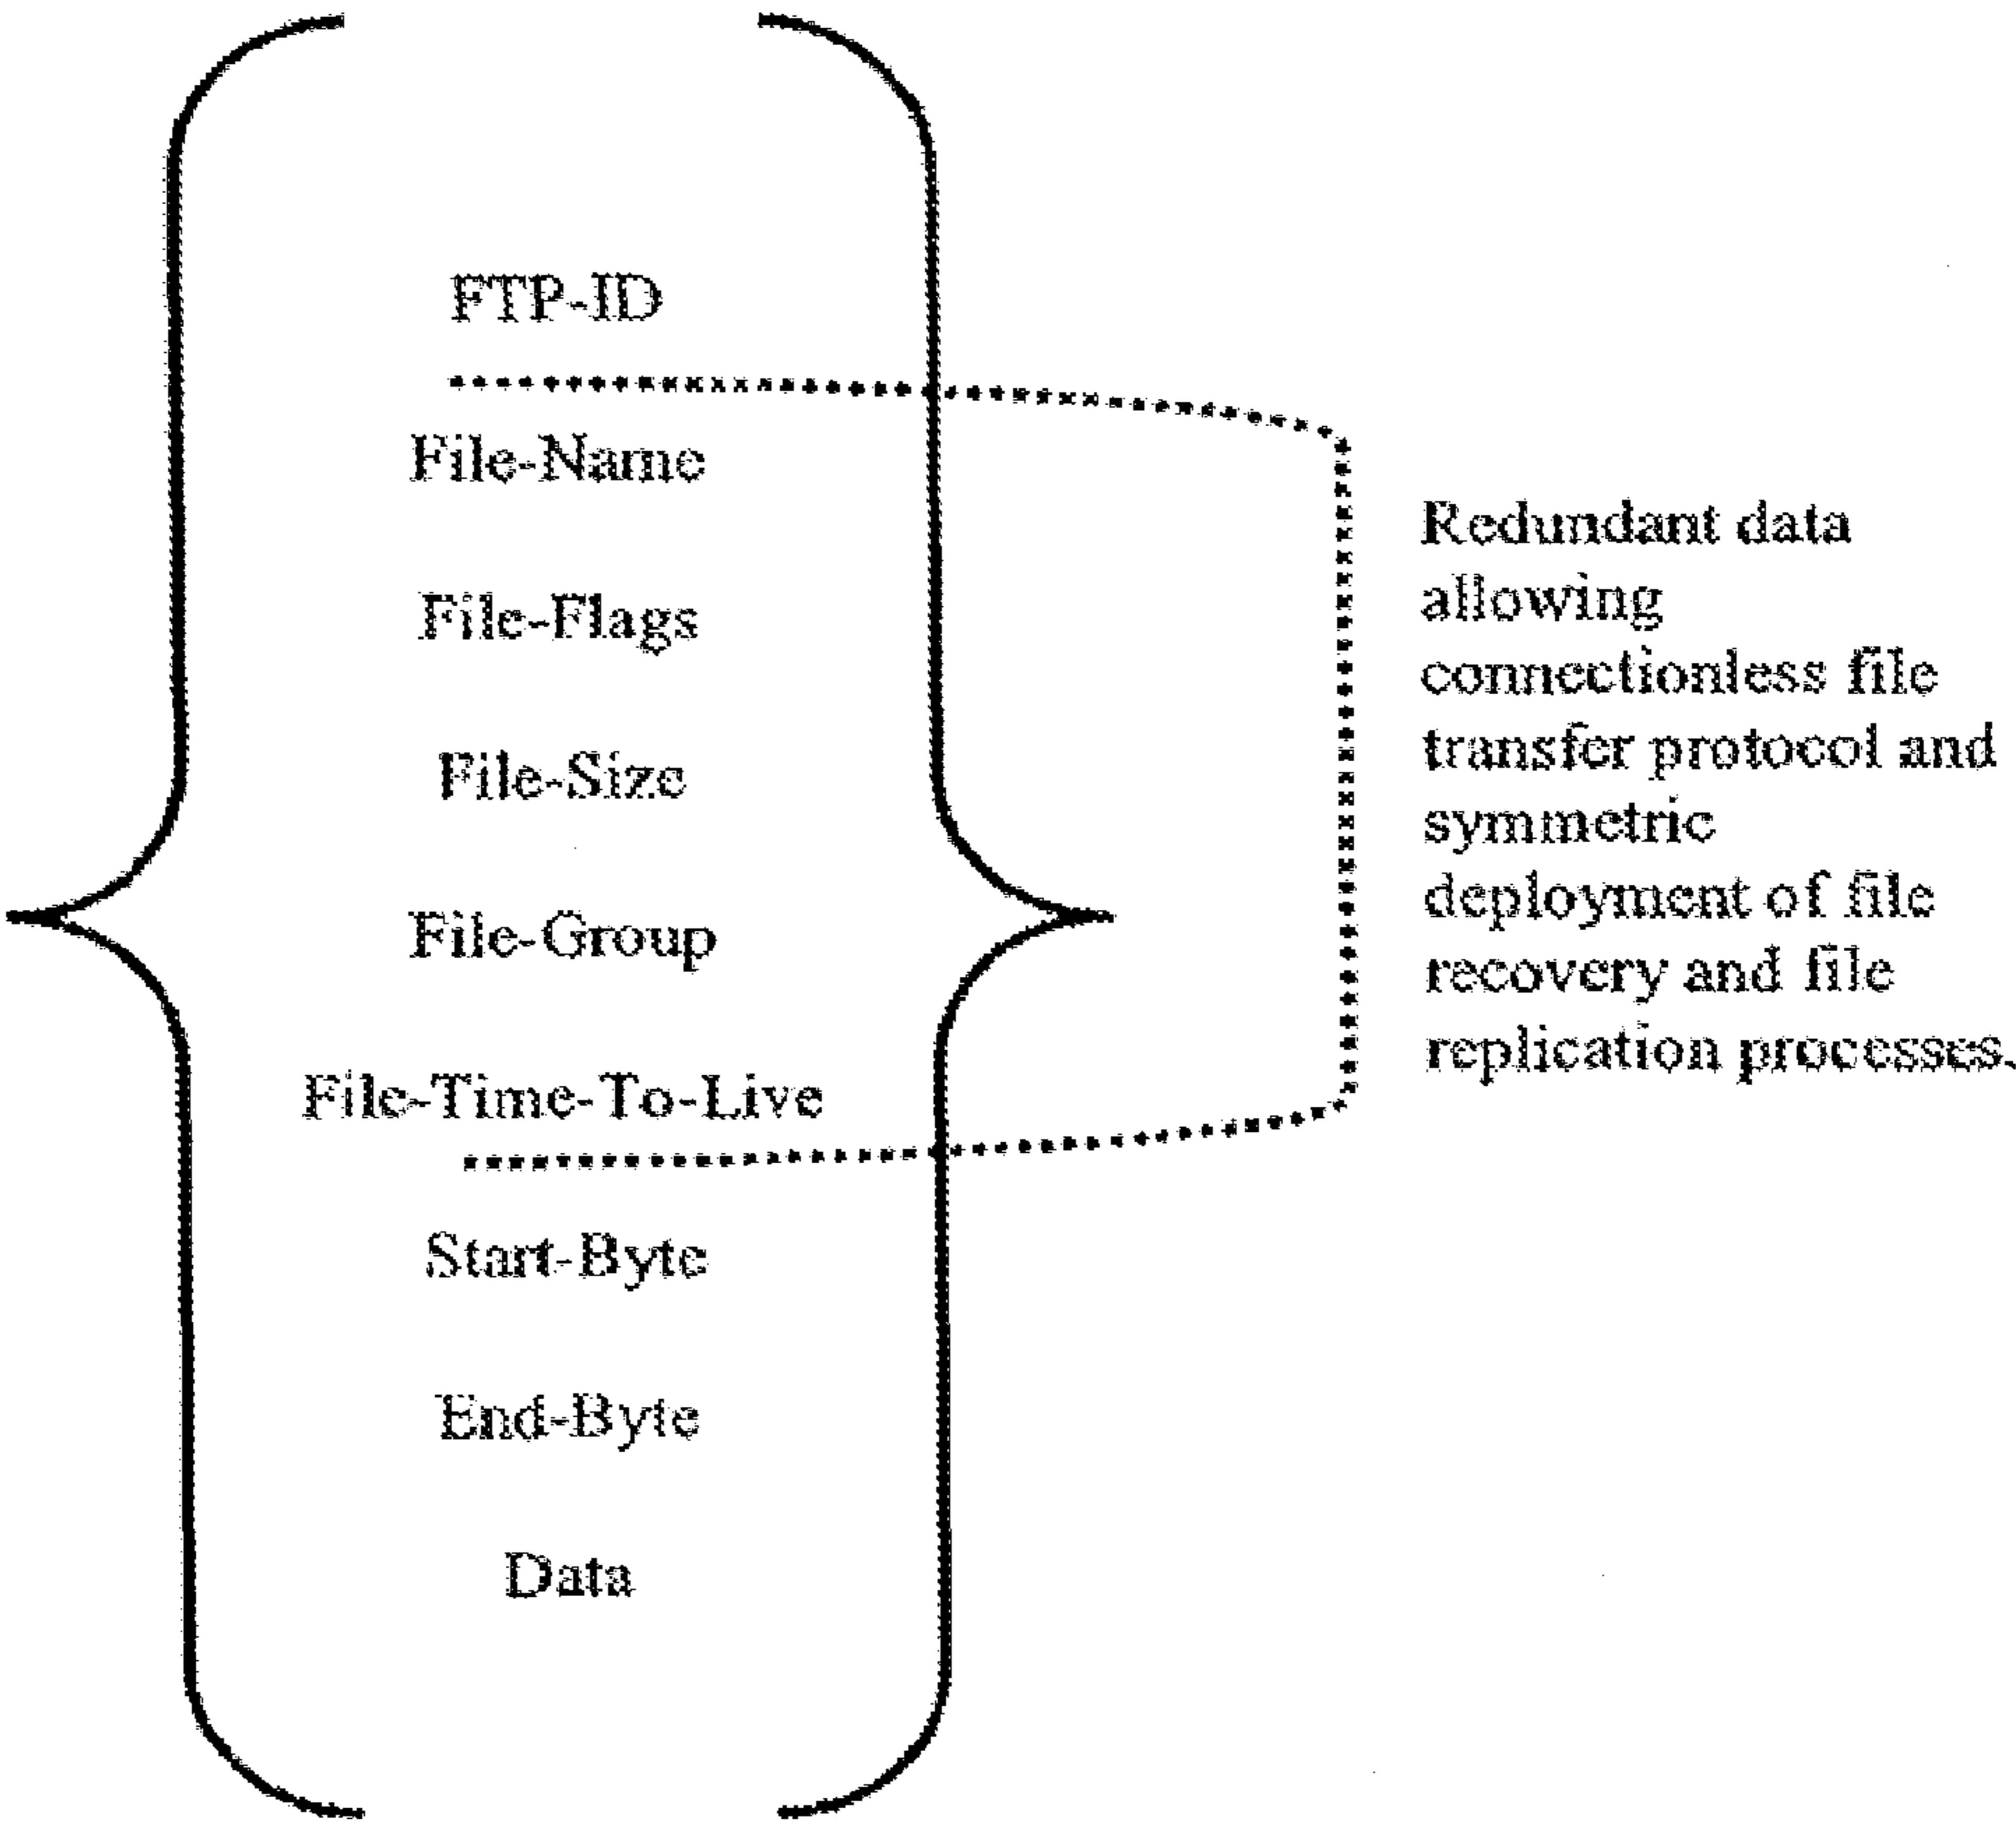 FTP-ID
File-Name
File-Flags
File-Size
File-Group
File-Time-To-Live
Start-Byte
End-Byte
Data
Redundant data
allowing
connectionless file
transfer protocol and
symmetric
deployment of file
recovery and file
replication processes.